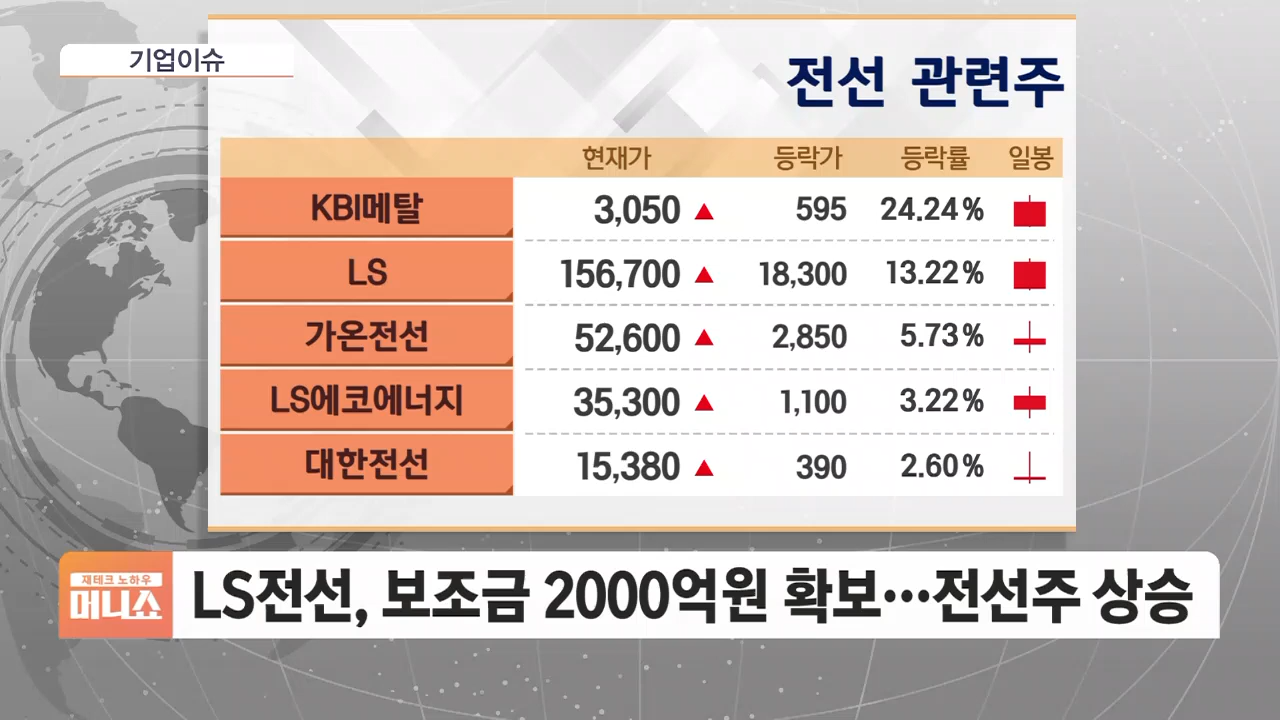 기업이슈
전선 관련주
현재가 등락가 등락률 일봉
KBI메탈 3,050 ▲ 595 24.24%
LS 156,700 ▲ 18,300 13.22%
가온전선 52,600 ▲ 2,850 5.73%
LS에코에너지 35,300 ▲ 1,100 3.22%
대한전선 15,380 ▲ 390 2.60%
재테크 노하우
머니쇼
LS전선, 보조금 2000억원 확보…전선주 상승